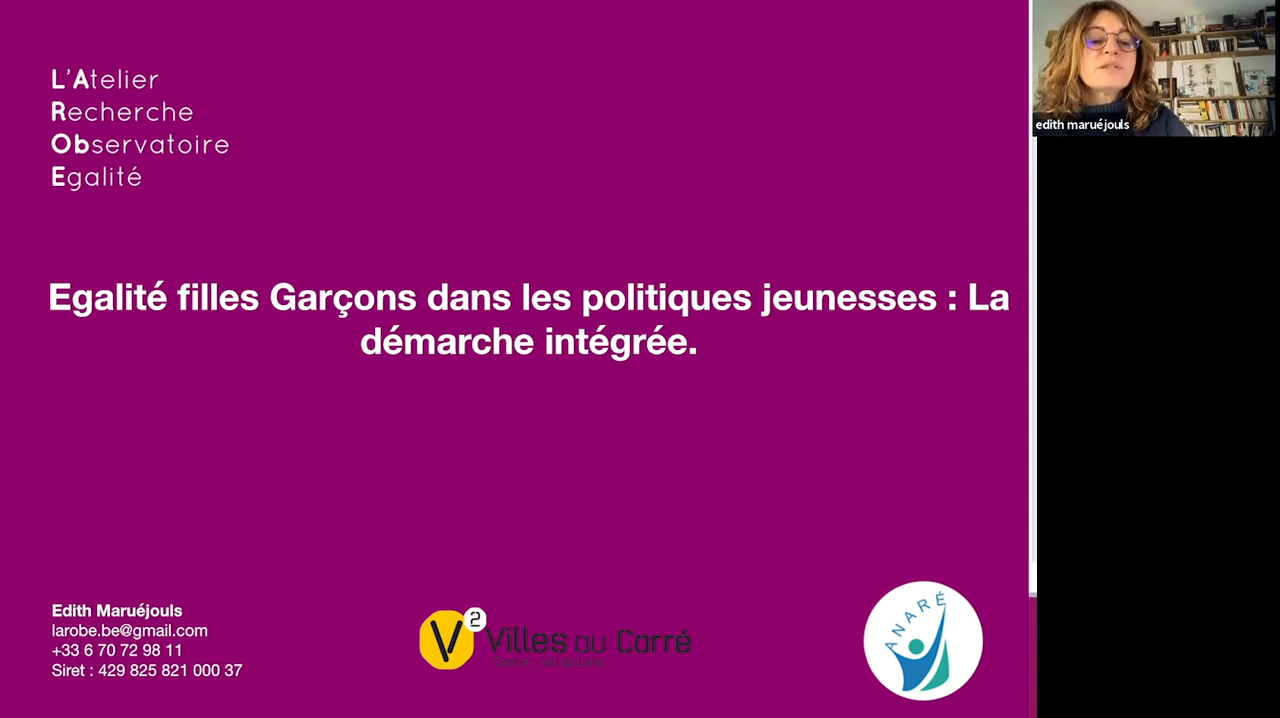 L'Atelier
Recherche
Observatoire
Egalité
edith maruéjouls
Egalité filles Garçons dans les politiques jeunesses : La
démarche intégrée.
Edith Maruéjouls
larobe.be@gmail.com
+33 6 70 72 98 11
Siret : 429 825 821 000 37
V2
Villes au Carré
ANARÉ